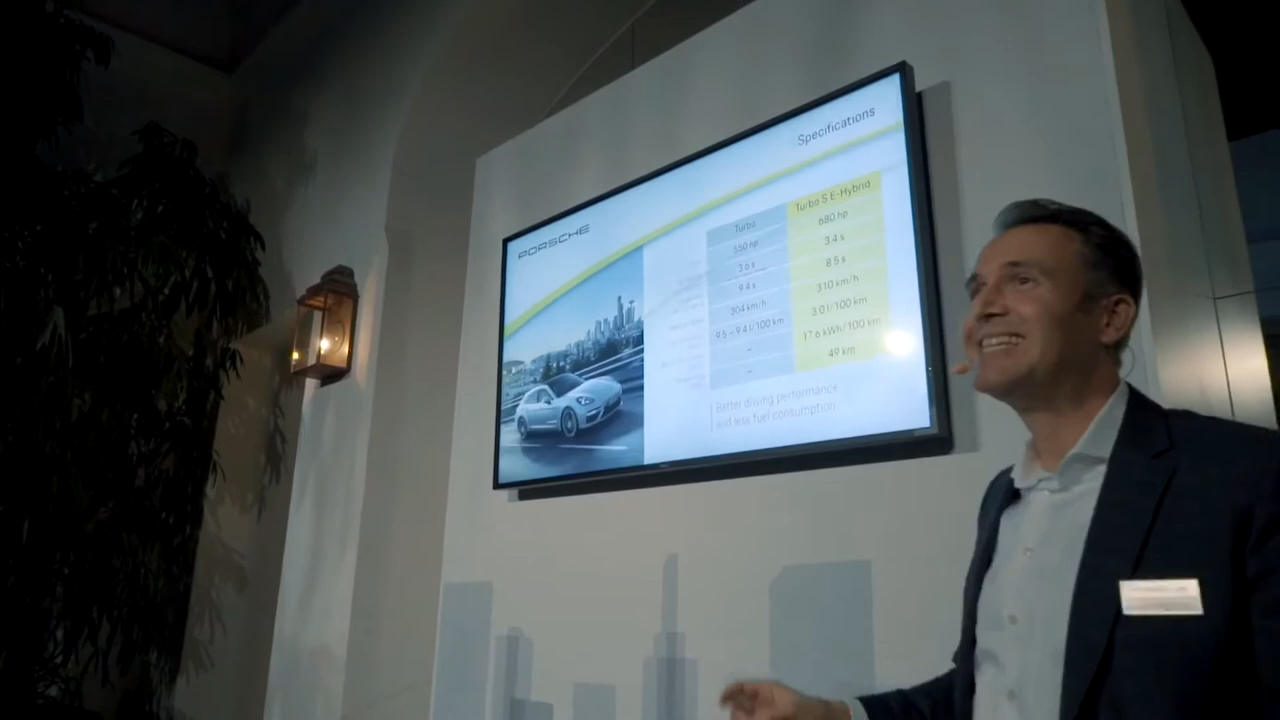 Specifications
PORSCHE
Turbo Turbo S E-Hybrid
550 hp 680 hp
3.6 s 3.4 s
9.4 s 8.5 s
304 km/h 310 km/h
9.5 – 9.4 l/100 km 3.0 l/100 km
– 17.6 kWh/100 km
– 49 km
Better driving performance
and less fuel consumption